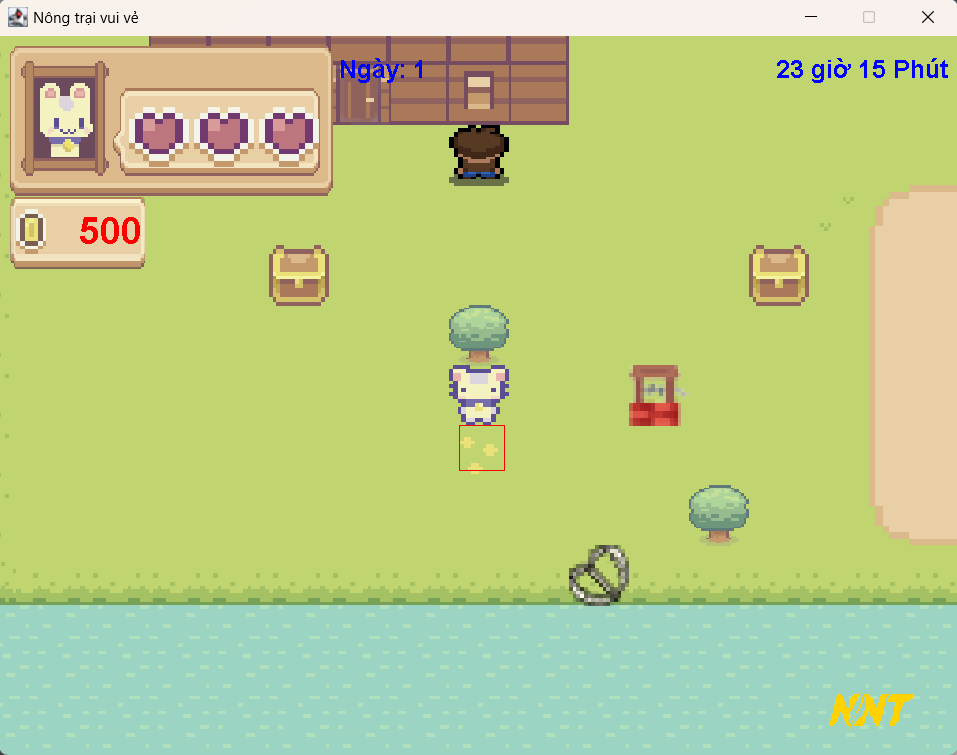 Nông trại vui vẻ
Ngày: 1
23 giờ 15 Phút
500
NNT